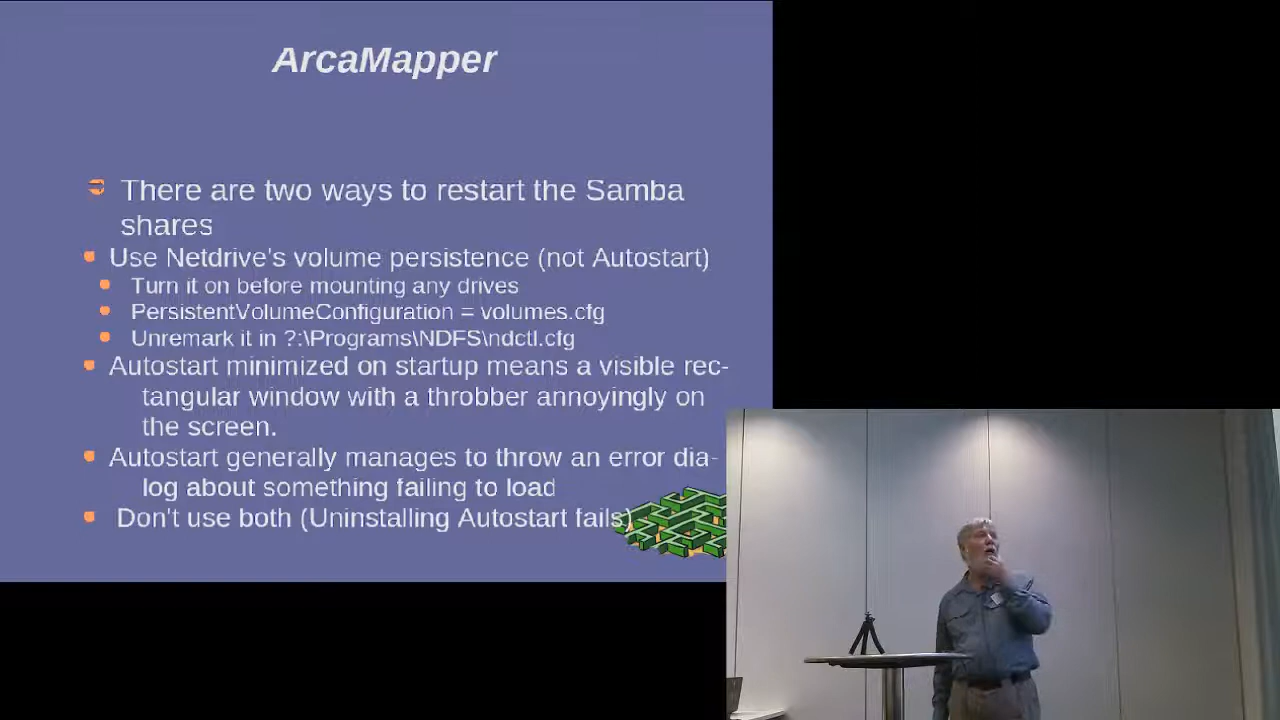 ArcaMapper
There are two ways to restart the Samba
shares
Use Netdrive's volume persistence (not Autostart)
Turn it on before mounting any drives
PersistentVolumeConfiguration = volumes.cfg
Unremark it in ?:\Programs\NDFS\ndctl.cfg
Autostart minimized on startup means a visible rec-
tangular window with a throbber annoyingly on
the screen.
Autostart generally manages to throw an error dia-
log about something failing to load
Don't use both (Uninstalling Autostart fails)